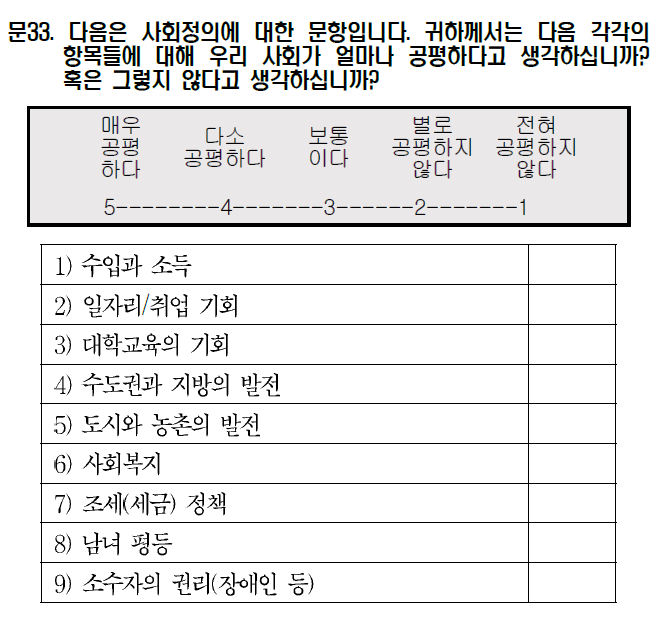 문33. 다음은 사회정의에 대한 문항입니다. 귀하께서는 다음 각각의
항목들에 대해 우리 사회가 얼마나 공평하다고 생각하십니까?
혹은 그렇지 않다고 생각하십니까?
매우 공평하다 다소 공평하다 보통이다 별로 공평하지 않다 전혀 공평하지 않다
5--------4-------3------2-------1
1) 수입과 소득
2) 일자리/취업 기회
3) 대학교육의 기회
4) 수도권과 지방의 발전
5) 도시와 농촌의 발전
6) 사회복지
7) 조세(세금) 정책
8) 남녀 평등
9) 소수자의 권리(장애인 등)